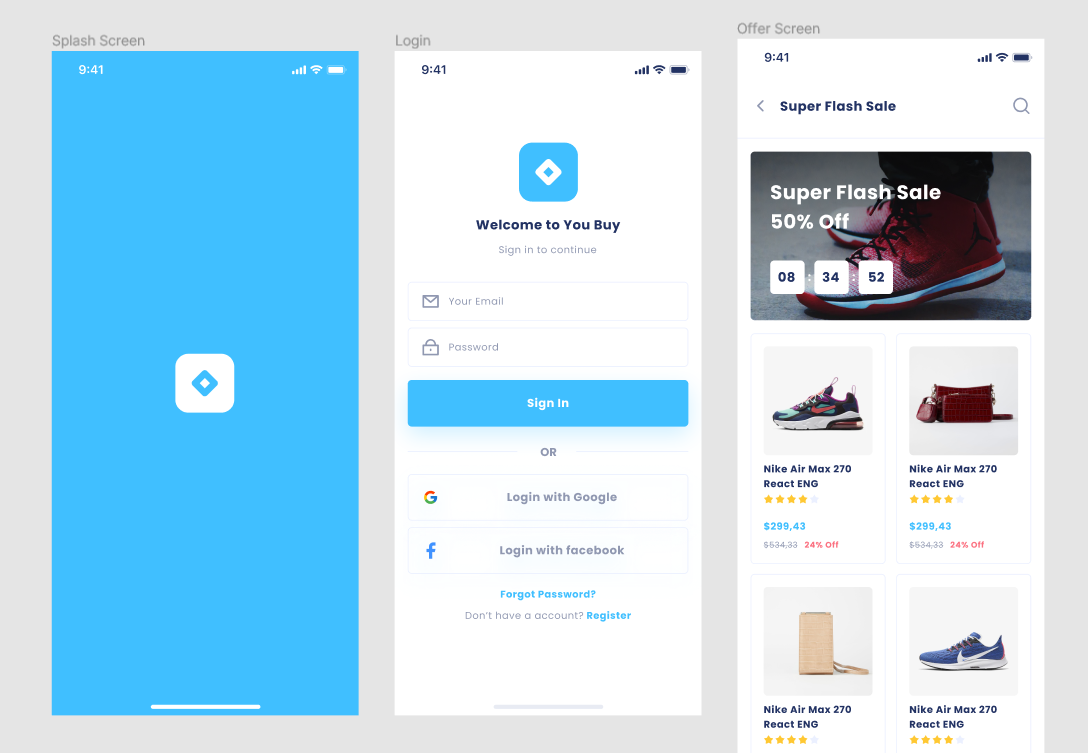 Splash Screen
9:41
Login
9:41
Welcome to You Buy
Sign in to continue
Your Email
Password
Sign In
OR
Login with Google
Login with facebook
Forgot Password?
Don't have a account? Register
Offer Screen
9:41
Super Flash Sale
Super Flash Sale
50% Off
08 : 34 : 52
Nike Air Max 270
React ENG
$299,43
$534,33 24% Off
Nike Air Max 270
React ENG
$299,43
$534,33 24% Off
Nike Air Max 270
React ENG
Nike Air Max 270
React ENG